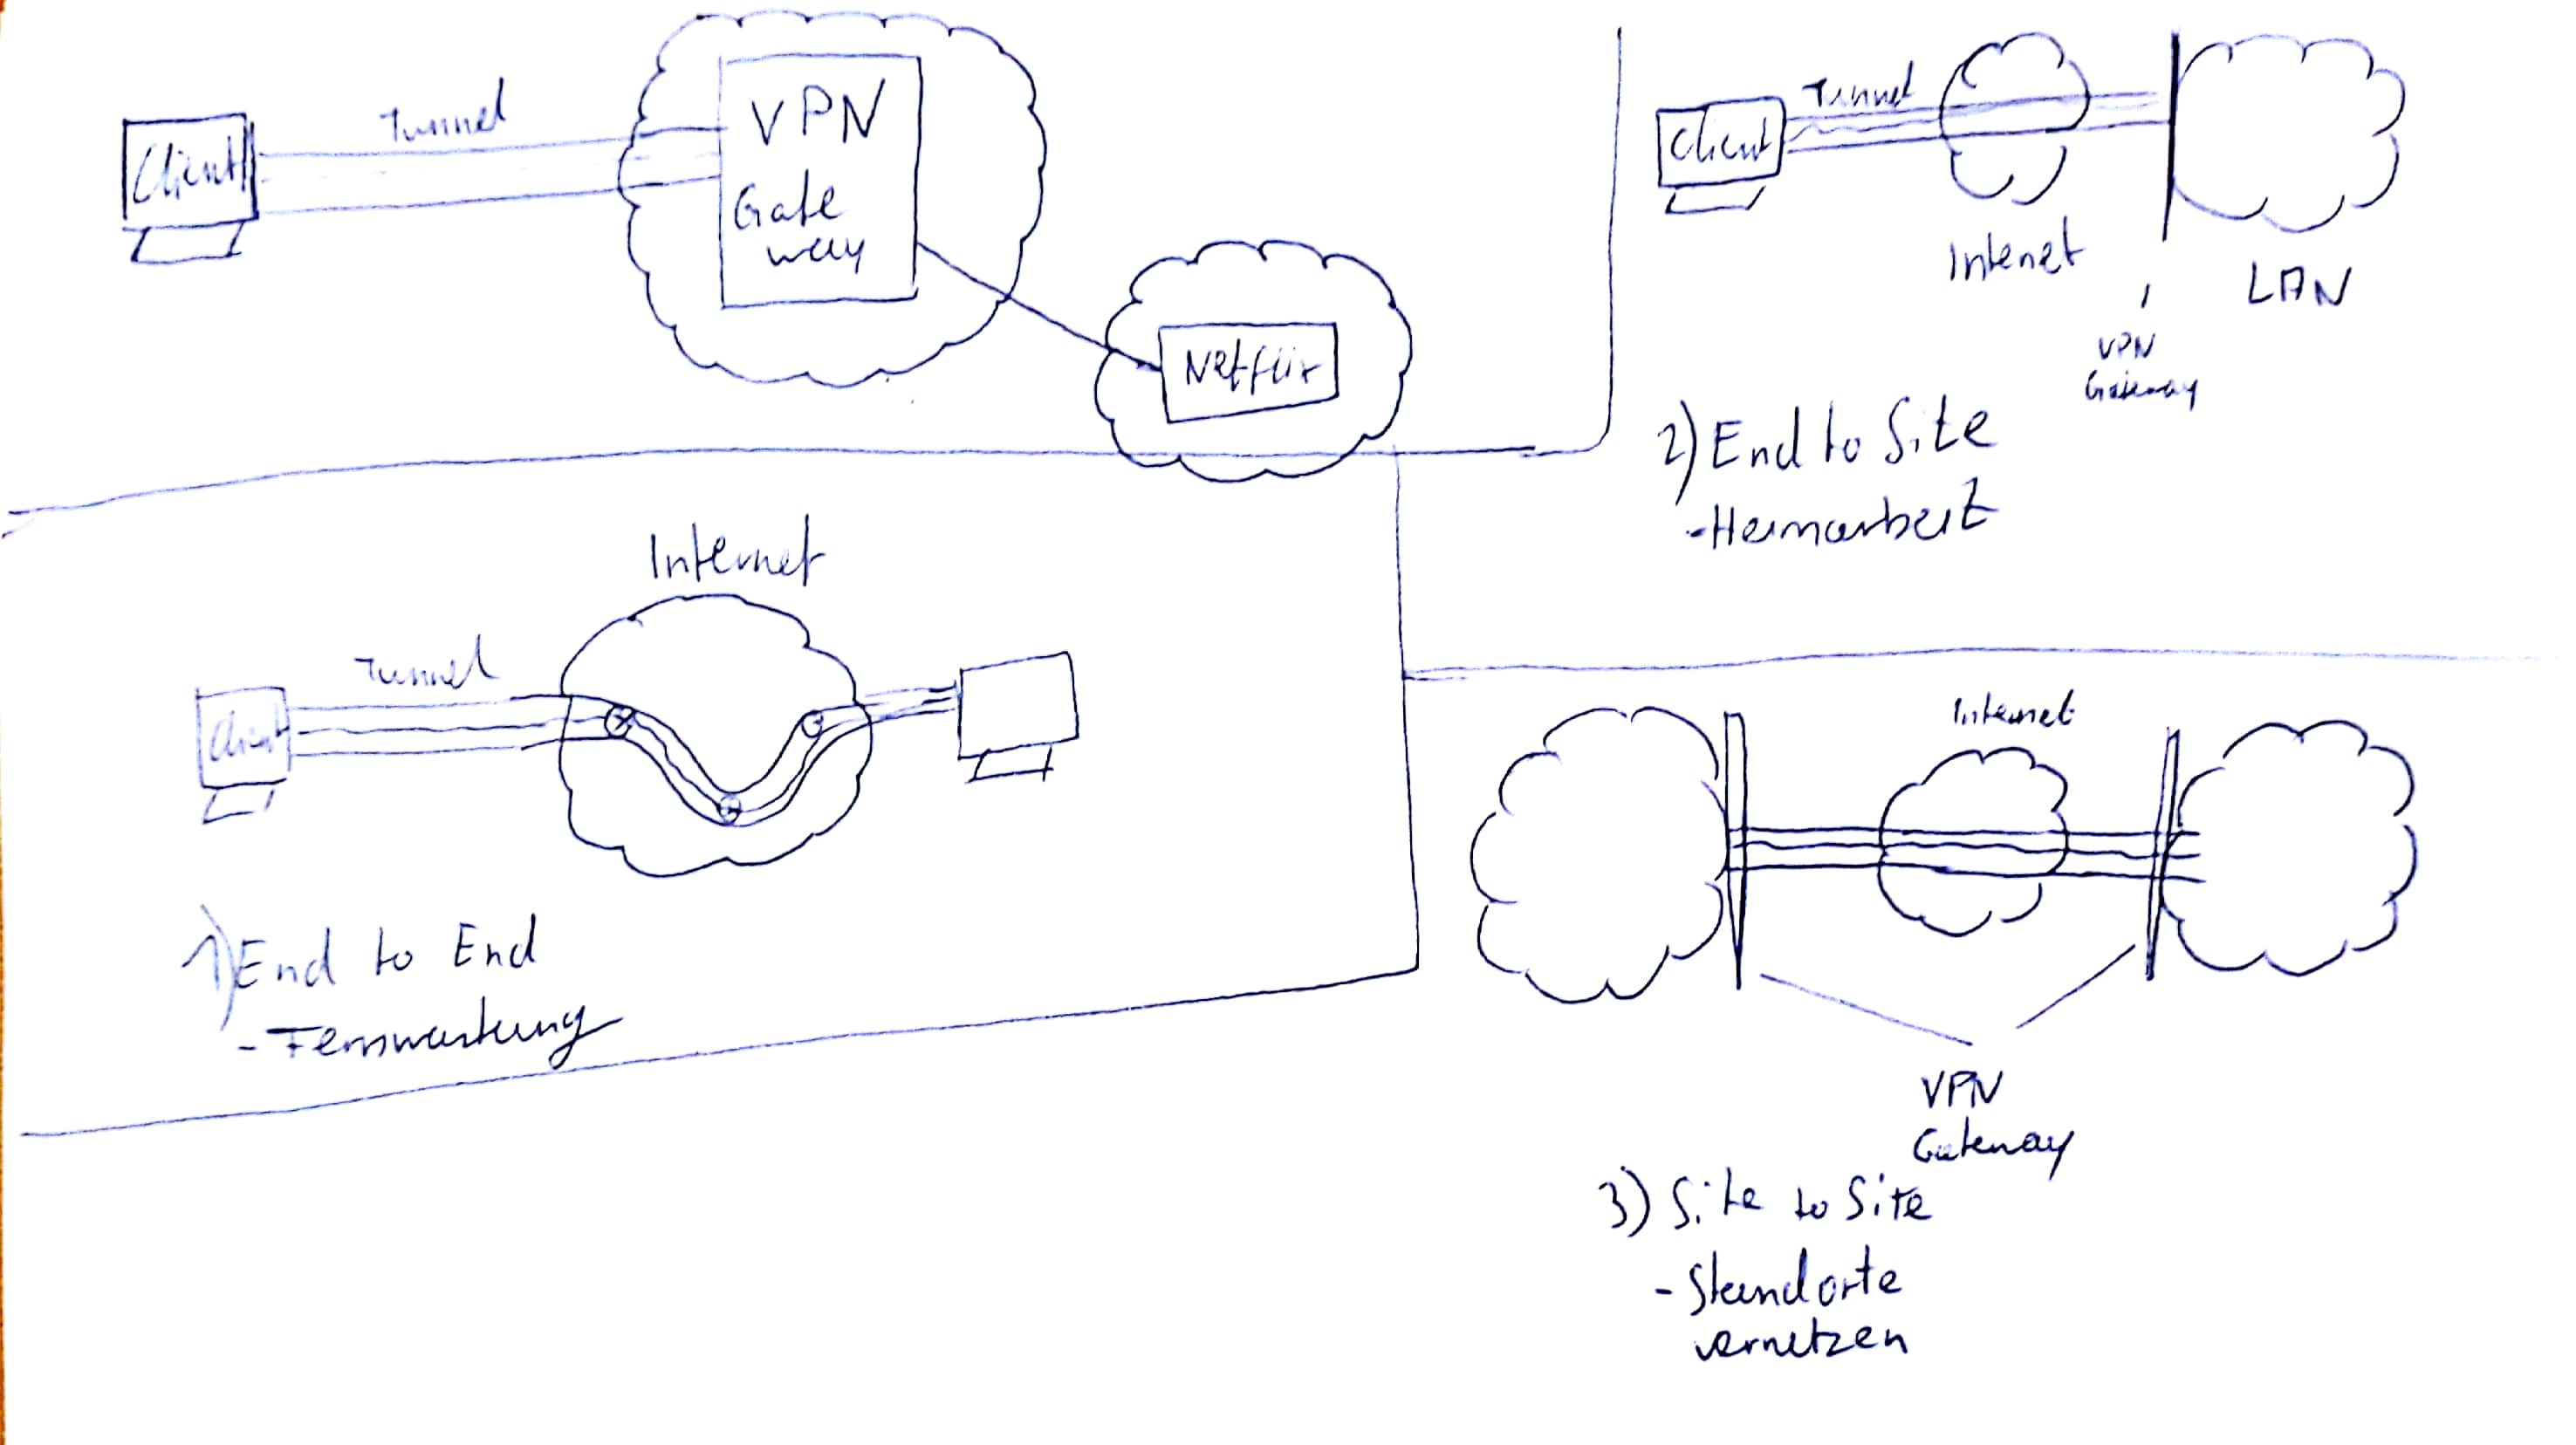 Client
Tunnel
VPN
Gate
way
Netflix
Client
Tunnel
Internet
LAN
VPN
Gateway
2) End to Site
- Heimarbeit
Internet
Tunnel
Client
1) End to End
- Fernwartung
Internet
VPN
Gateway
3) Site to Site
- Standorte
vernetzen